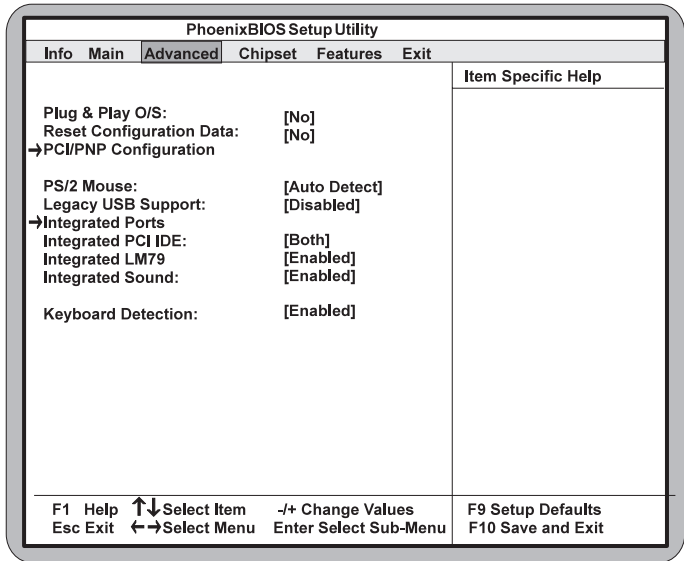 PhoenixBIOS Setup Utility
Info Main Advanced Chipset Features Exit
Item Specific Help
Plug & Play O/S: [No]
Reset Configuration Data: [No]
→PCI/PNP Configuration
PS/2 Mouse: [Auto Detect]
Legacy USB Support: [Disabled]
→Integrated Ports
Integrated PCI IDE: [Both]
Integrated LM79 [Enabled]
Integrated Sound: [Enabled]
Keyboard Detection: [Enabled]
F1 Help ↑↓Select Item -/+ Change Values F9 Setup Defaults
Esc Exit ←→Select Menu Enter Select Sub-Menu F10 Save and Exit